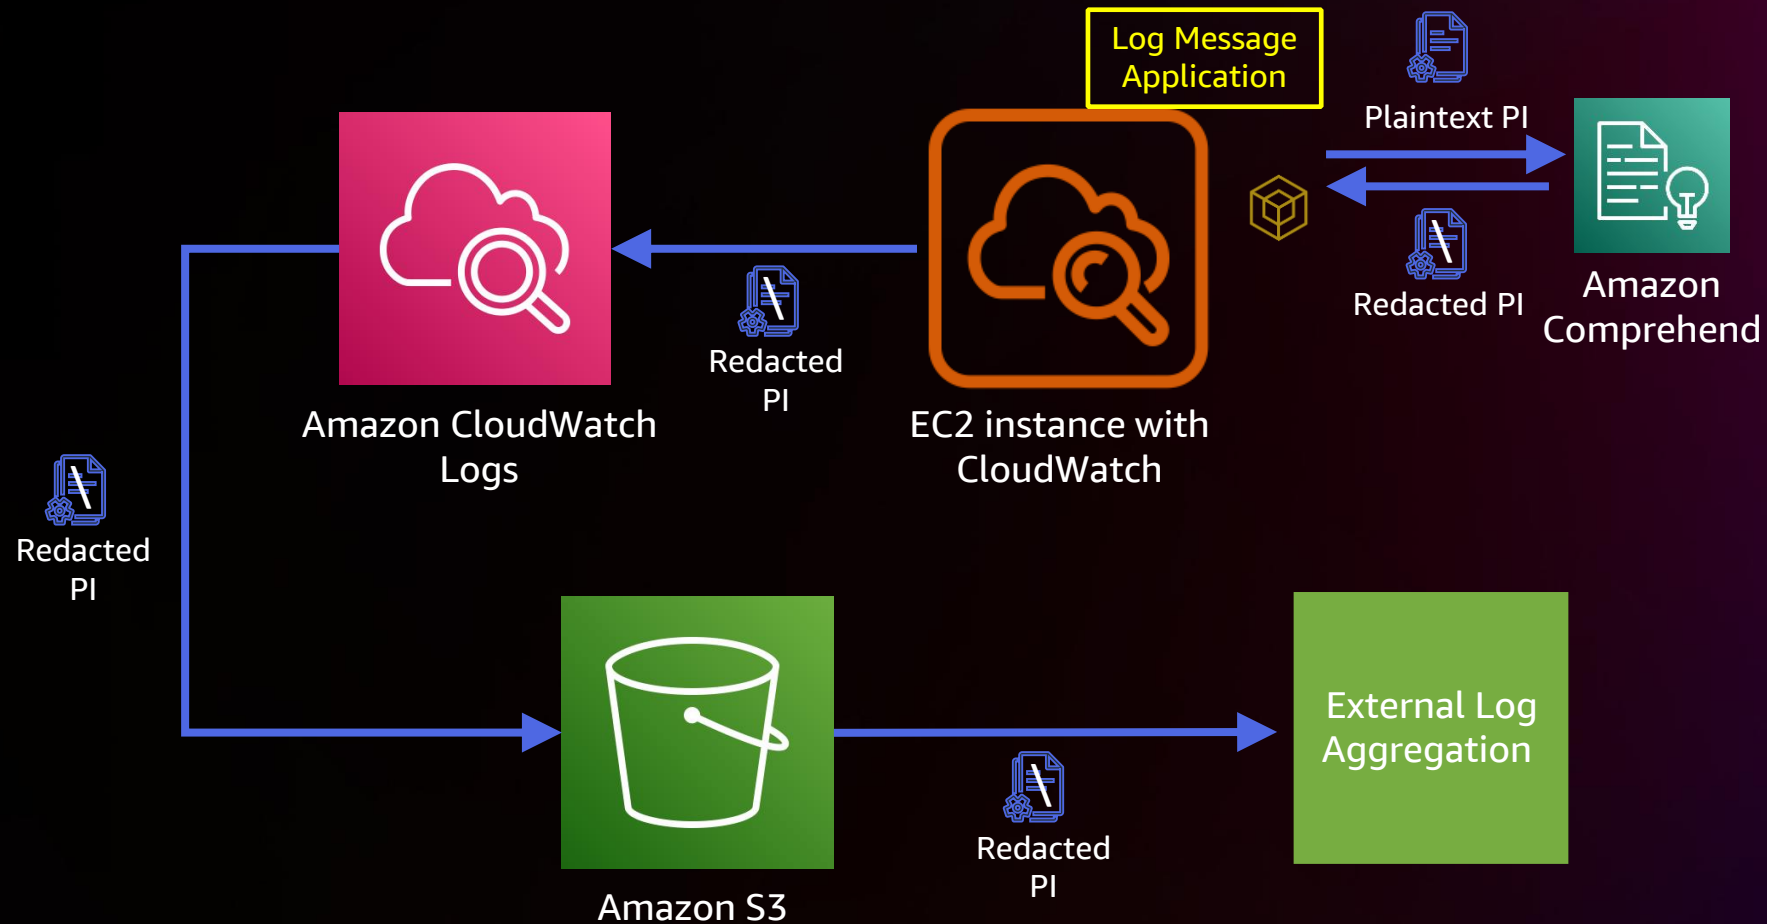 Log Message
Application
Plaintext PI
Redacted PI
Amazon
Comprehend
Redacted
PI
Amazon CloudWatch
Logs
EC2 instance with
CloudWatch
Redacted
PI
External Log
Aggregation
Redacted
PI
Amazon S3